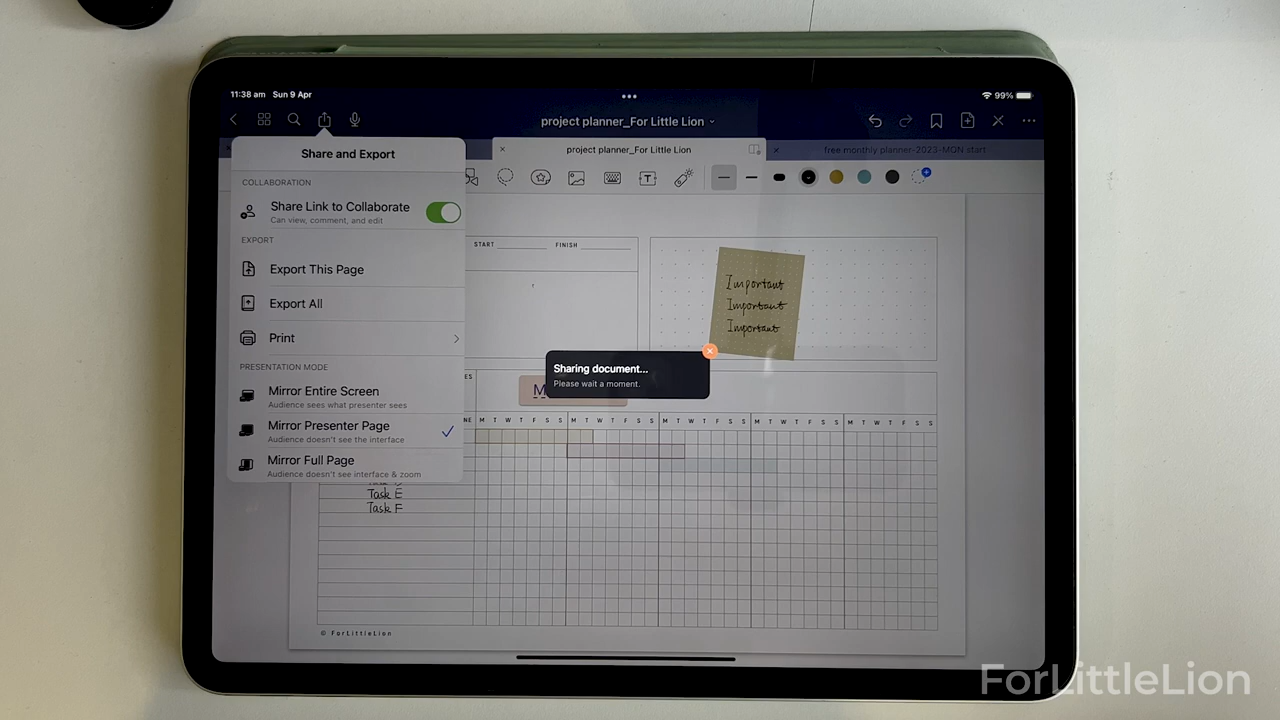 11:38 am Sun 9 Apr
99%
project planner_For Little Lion
project planner_For Little Lion
free monthly planner-2023-MON start
Share and Export
COLLABORATION
Share Link to Collaborate
Can view, comment, and edit
EXPORT
Export This Page
Export All
Print
PRESENTATION MODE
Mirror Entire Screen
Audience sees what presenter sees
Mirror Presenter Page
Audience doesn't see the interface
Mirror Full Page
Audience doesn't see interface & zoom
START FINISH
Important
Important
Important
Sharing document...
Please wait a moment.
ES
M
NE M T W T F S S M T W T F S S M T W T F S S M T W T F S S M T W T F S S
Task E
Task F
© ForLittleLion
ForLittleLion